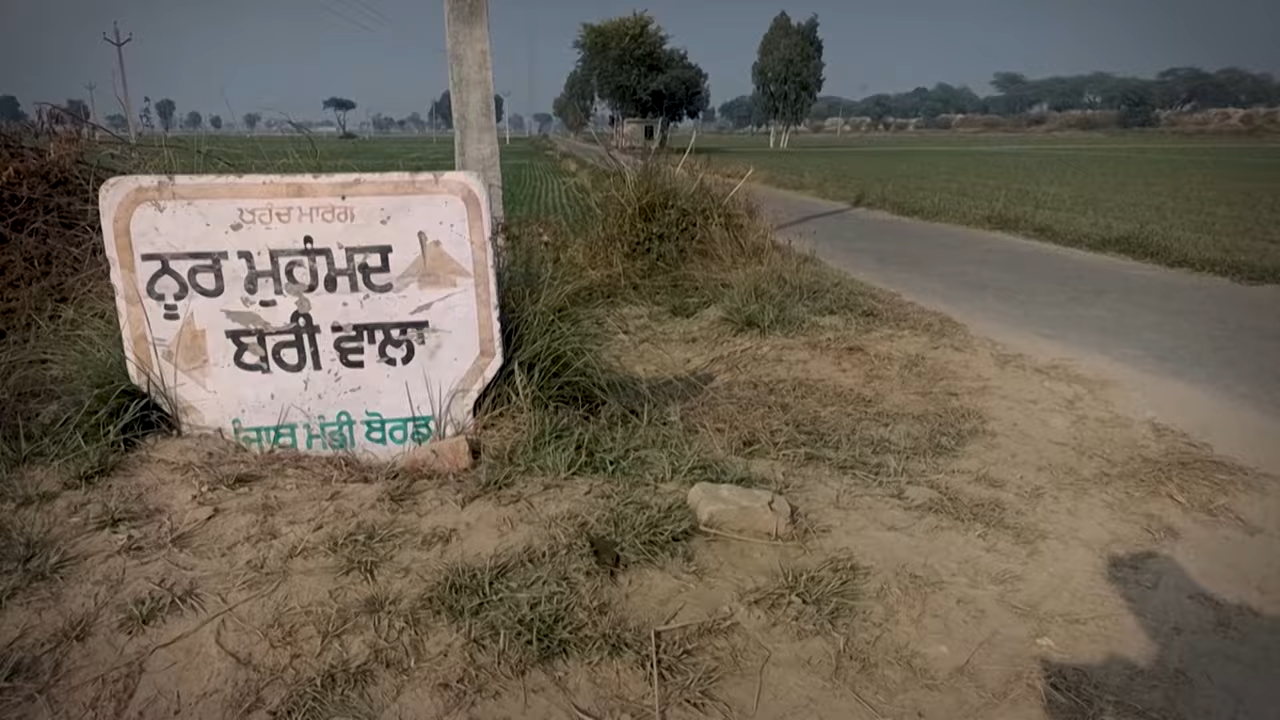 ਪਹੁੰਚ ਮਾਰਗ
ਨੂਰ ਮੁਹੰਮਦ
ਬਰੀ ਵਾਲਾ
ਪੰਜਾਬ ਮੰਡੀ ਬੋਰਡ